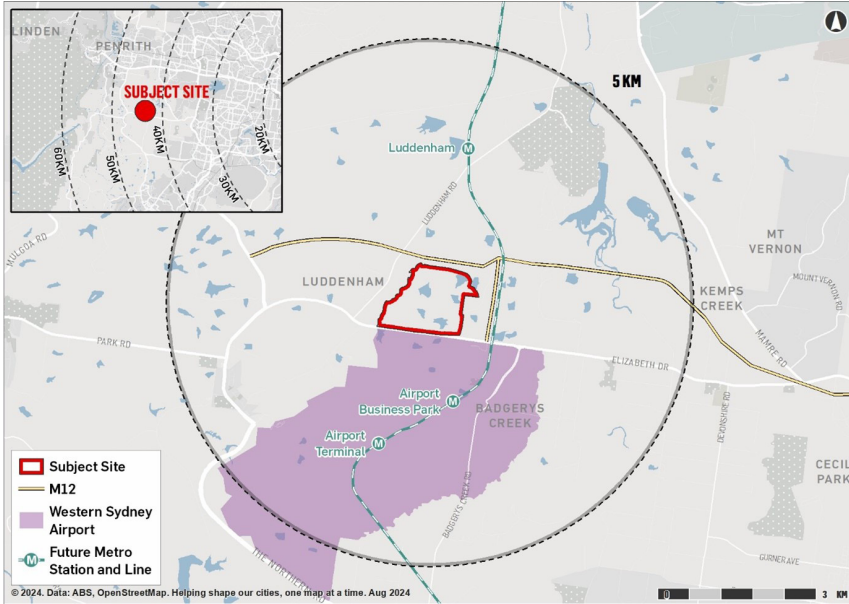 LINDEN
PENRITH
SUBJECT SITE
60KM
50KM
40KM
30KM
20KM
5 KM
Luddenham M
LUDDENHAM RD
MULGOA RD
MT
VERNON
LUDDENHAM
KEMPS
CREEK
MOUNT VERNON RD
MAMRE RD
PARK RD
ELIZABETH DR
Airport
Business Park M
BADGERYS
CREEK
DEVONSHIRE RD
Airport
Terminal M
CECIL
PARK
BADGERYS CREEK RD
GURNER AVE
THE NORTHERN RD
Subject Site
M12
Western Sydney
Airport
M Future Metro
Station and Line
© 2024. Data: ABS, OpenStreetMap. Helping shape our cities, one map at a time. Aug 2024
0 3 KM